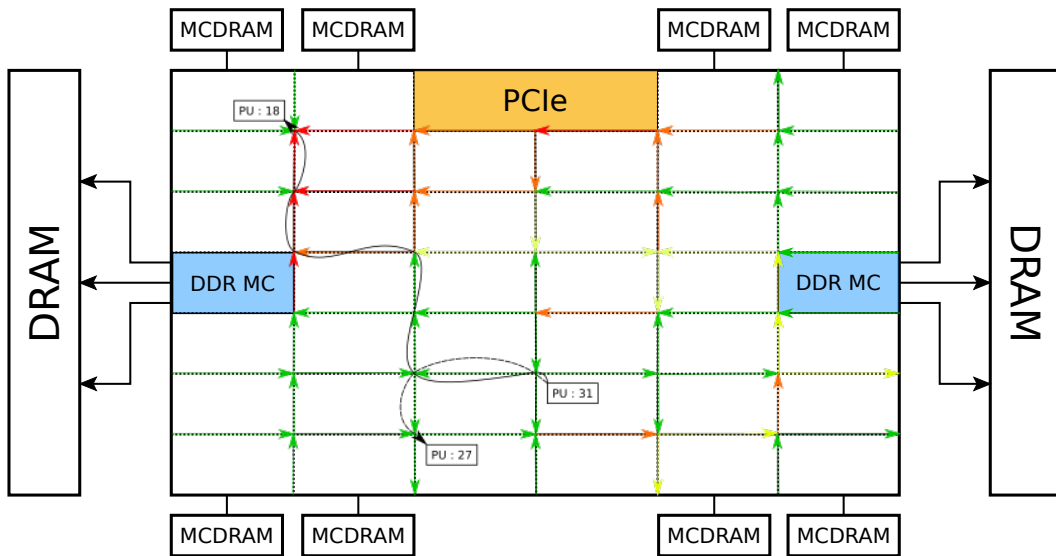 MCDRAM
MCDRAM
MCDRAM
MCDRAM
PCIe
PU : 18
DRAM
DDR MC
DDR MC
DRAM
PU : 31
PU : 27
MCDRAM
MCDRAM
MCDRAM
MCDRAM